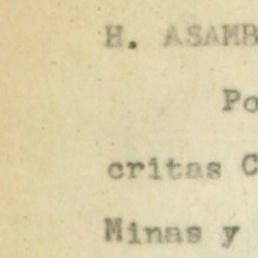 H. ASAMB
Po
critas C
Minas y